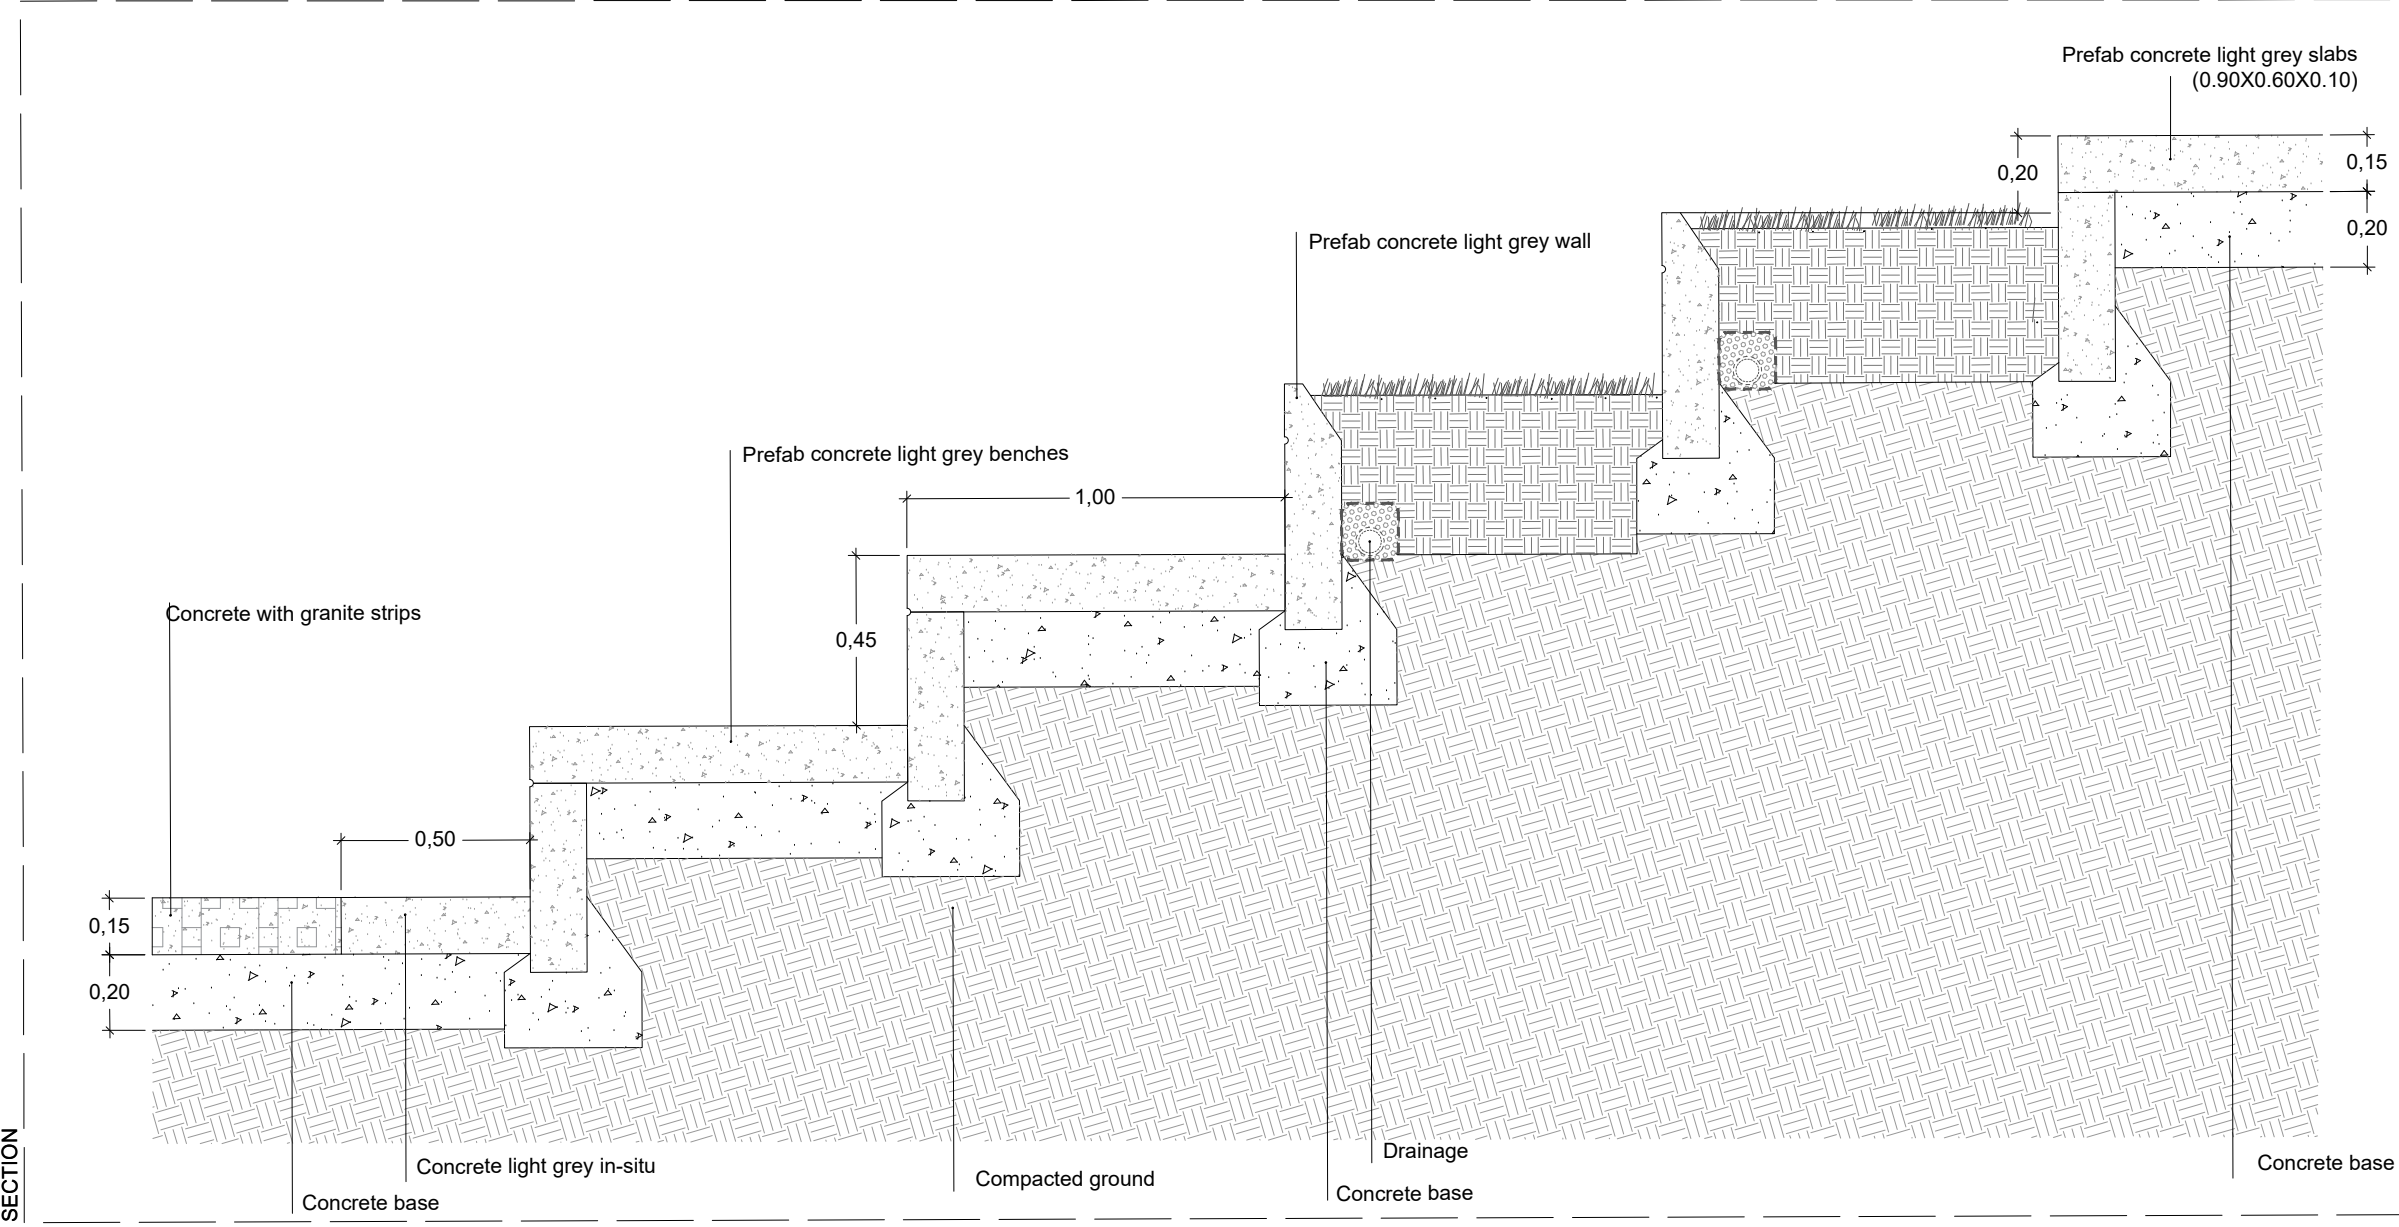 Prefab concrete light grey slabs
(0.90X0.60X0.10)
0,20
0,15
0,20
Prefab concrete light grey wall
Prefab concrete light grey benches
1,00
0,45
Concrete with granite strips
0,50
0,15
0,20
Drainage
Concrete light grey in-situ
Compacted ground
Concrete base
Concrete base
Concrete base
SECTION